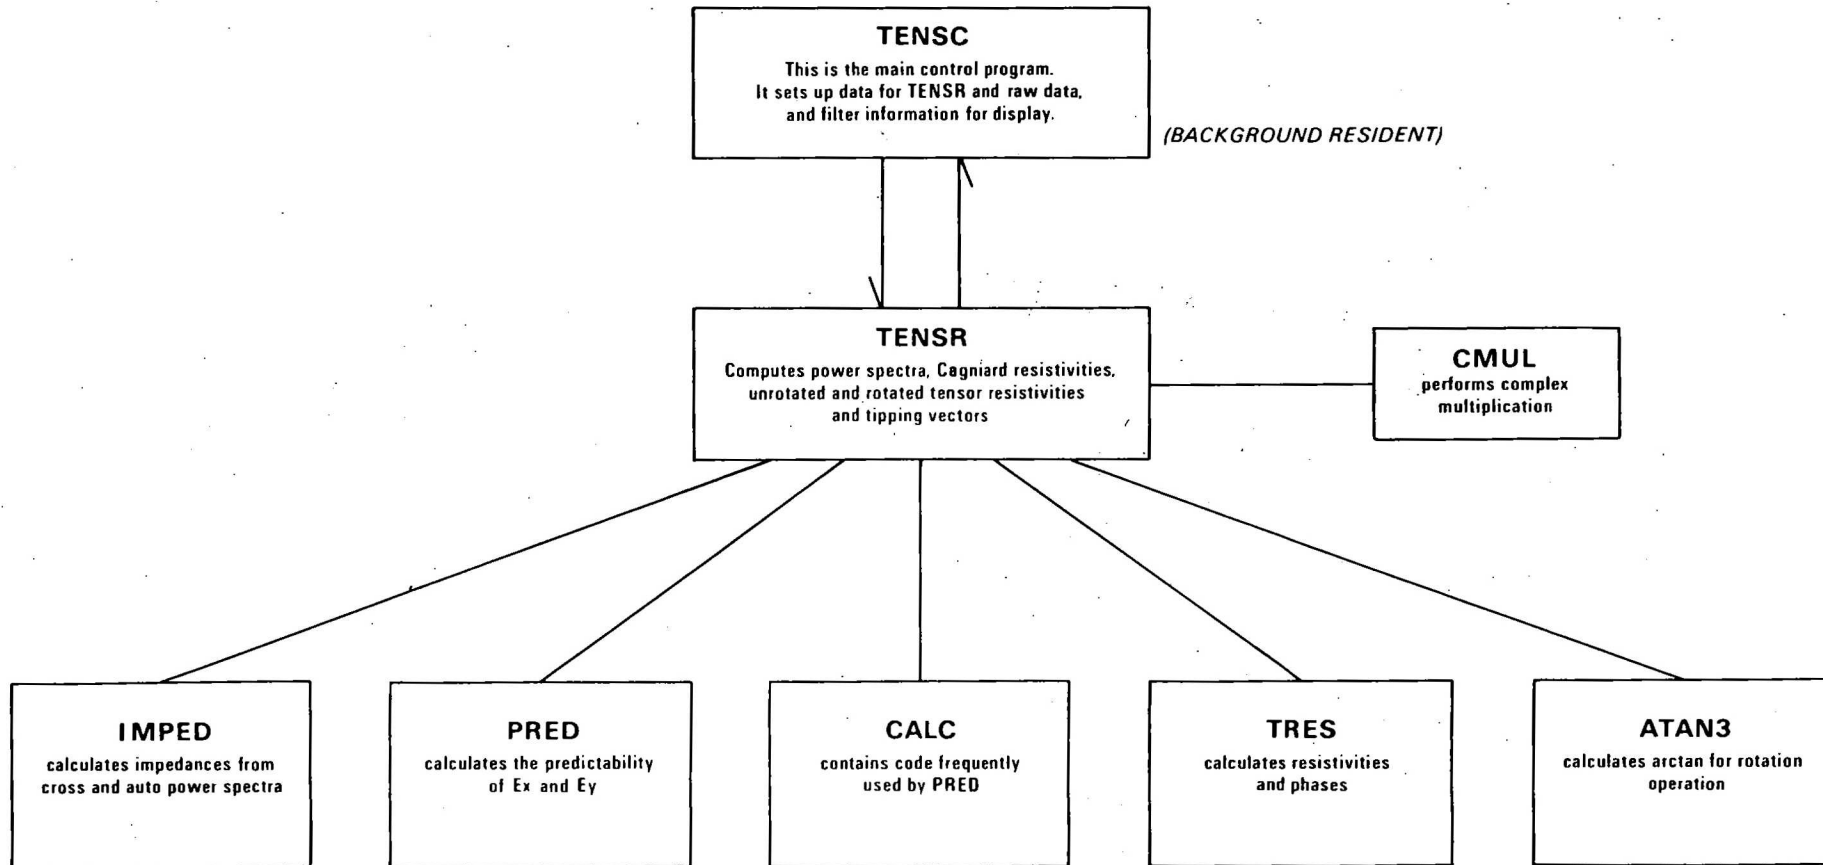 TENSC
This is the main control program.
It sets up data for TENSR and raw data,
and filter information for display.
(BACKGROUND RESIDENT)
TENSR
Computes power spectra, Cagniard resistivities,
unrotated and rotated tensor resistivities
and tipping vectors
CMUL
performs complex
multiplication
IMPED
calculates impedances from
cross and auto power spectra
PRED
calculates the predictability
of Ex and Ey
CALC
contains code frequently
used by PRED
TRES
calculates resistivities
and phases
ATAN3
calculates arctan for rotation
operation